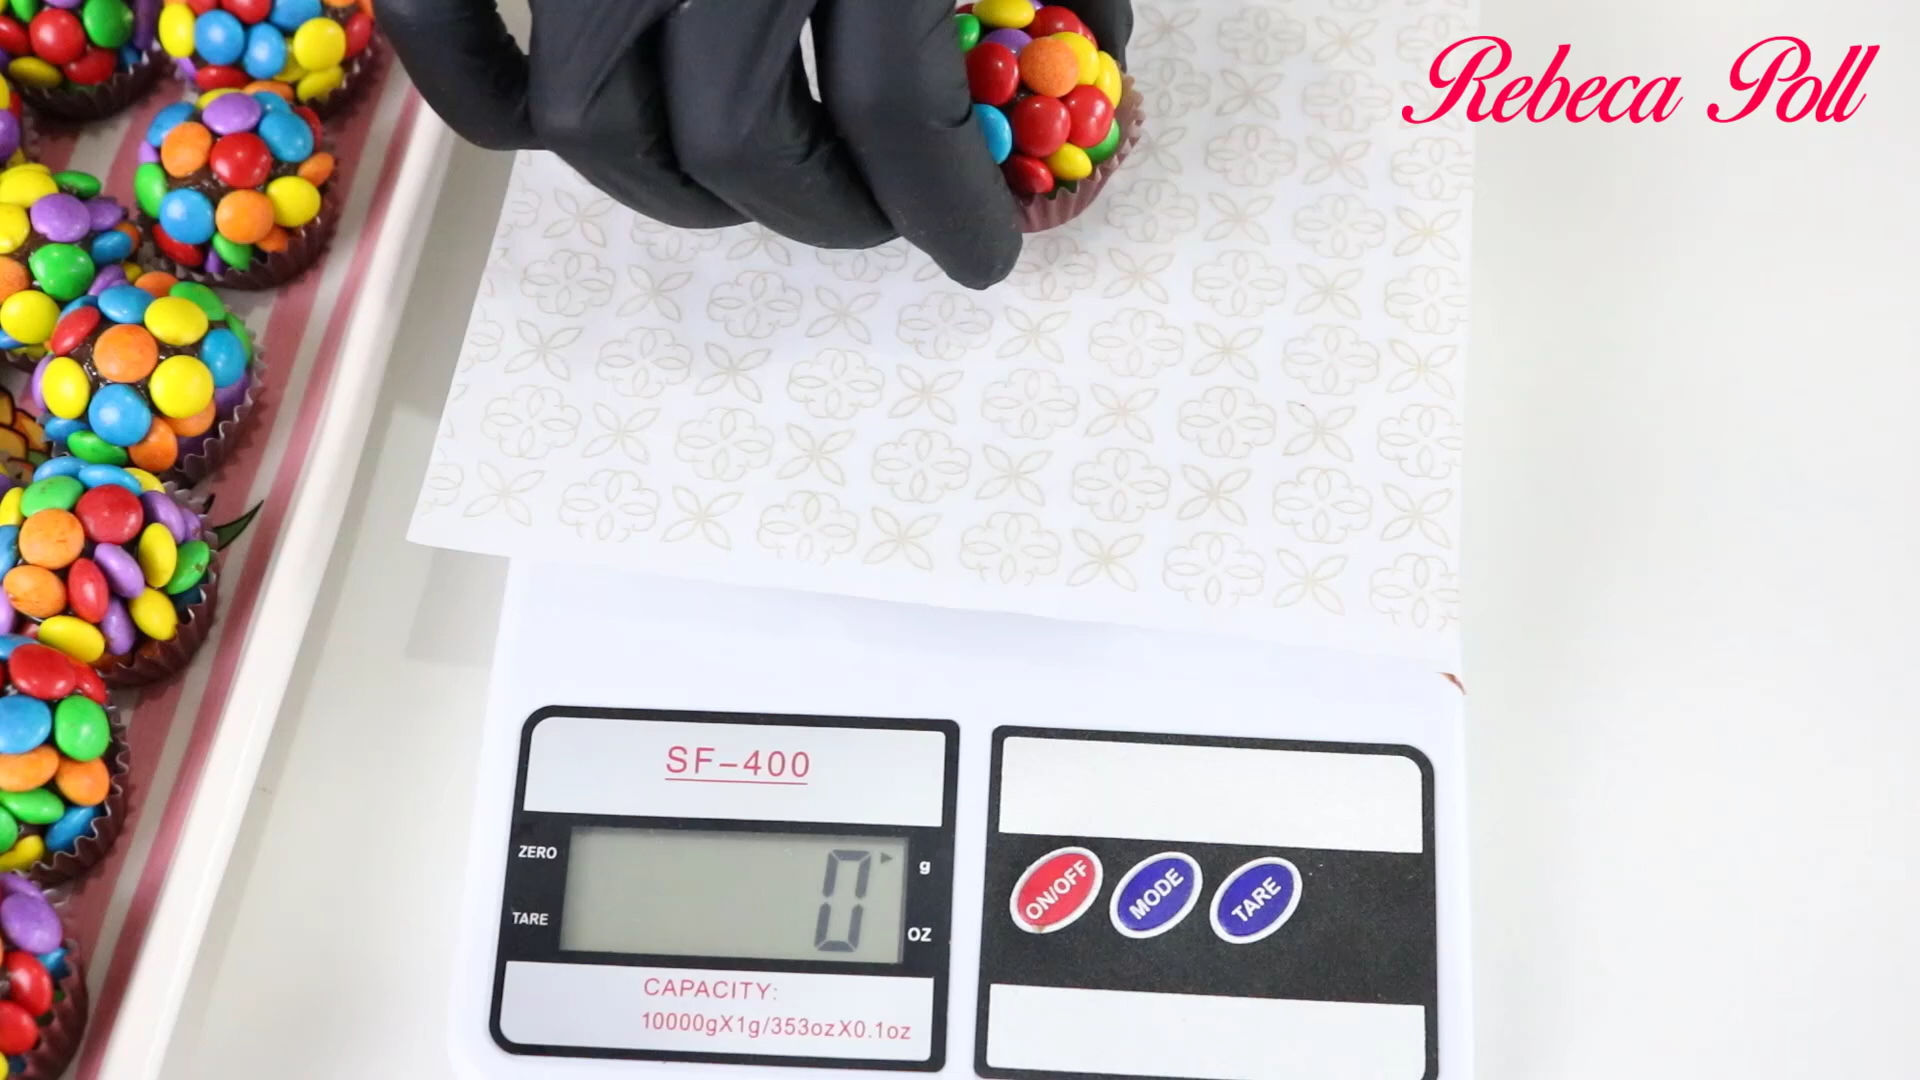 Rebeca Poll
SF-400
ZERO
g
TARE
OZ
0
CAPACITY:
10000gX1g/353ozX0.1oz
ON/OFF
MODE
TARE